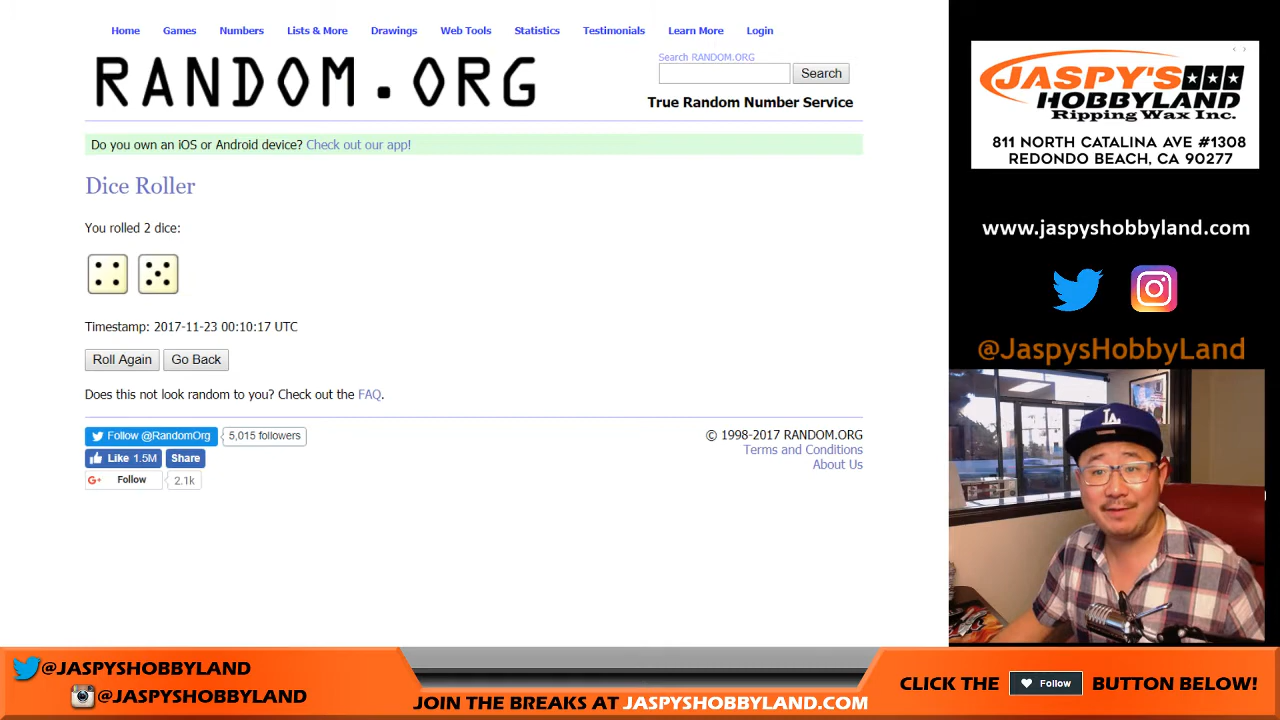 Home Games Numbers Lists & More Drawings Web Tools Statistics Testimonials Learn More Login
RANDOM.ORG
Search RANDOM.ORG
Search
True Random Number Service
Do you own an iOS or Android device? Check out our app!
Dice Roller
You rolled 2 dice:
Timestamp: 2017-11-23 00:10:17 UTC
Roll Again Go Back
Does this not look random to you? Check out the FAQ.
Follow @RandomOrg 5,015 followers
Like 1.5M Share
G+ Follow 2.1k
© 1998-2017 RANDOM.ORG
Terms and Conditions
About Us
JASPY'S
HOBBYLAND
Ripping Wax Inc.
811 NORTH CATALINA AVE #1308
REDONDO BEACH, CA 90277
www.jaspyshobbyland.com
@JaspysHobbyLand
LA
@JASPYSHOBBYLAND
@JASPYSHOBBYLAND
JOIN THE BREAKS AT JASPYSHOBBYLAND.COM
CLICK THE Follow BUTTON BELOW!